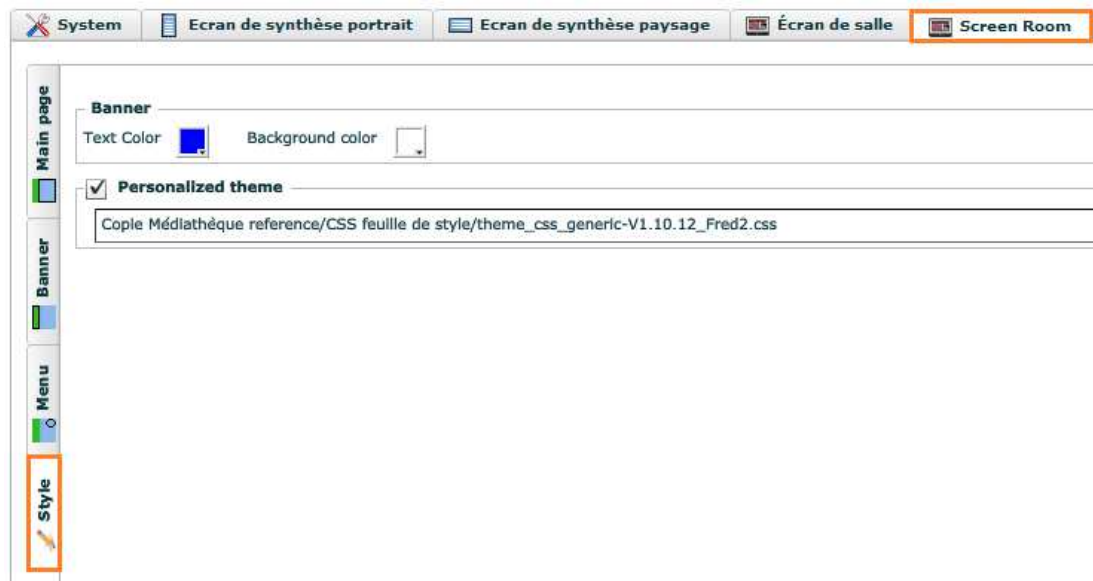 System
Ecran de synthèse portrait
Ecran de synthèse paysage
Écran de salle
Screen Room
Main page
Banner
Menu
Style
Banner
Text Color
Background color
Personalized theme
Copie Médiathèque reference/CSS feuille de style/theme_css_generic-V1.10.12_Fred2.css